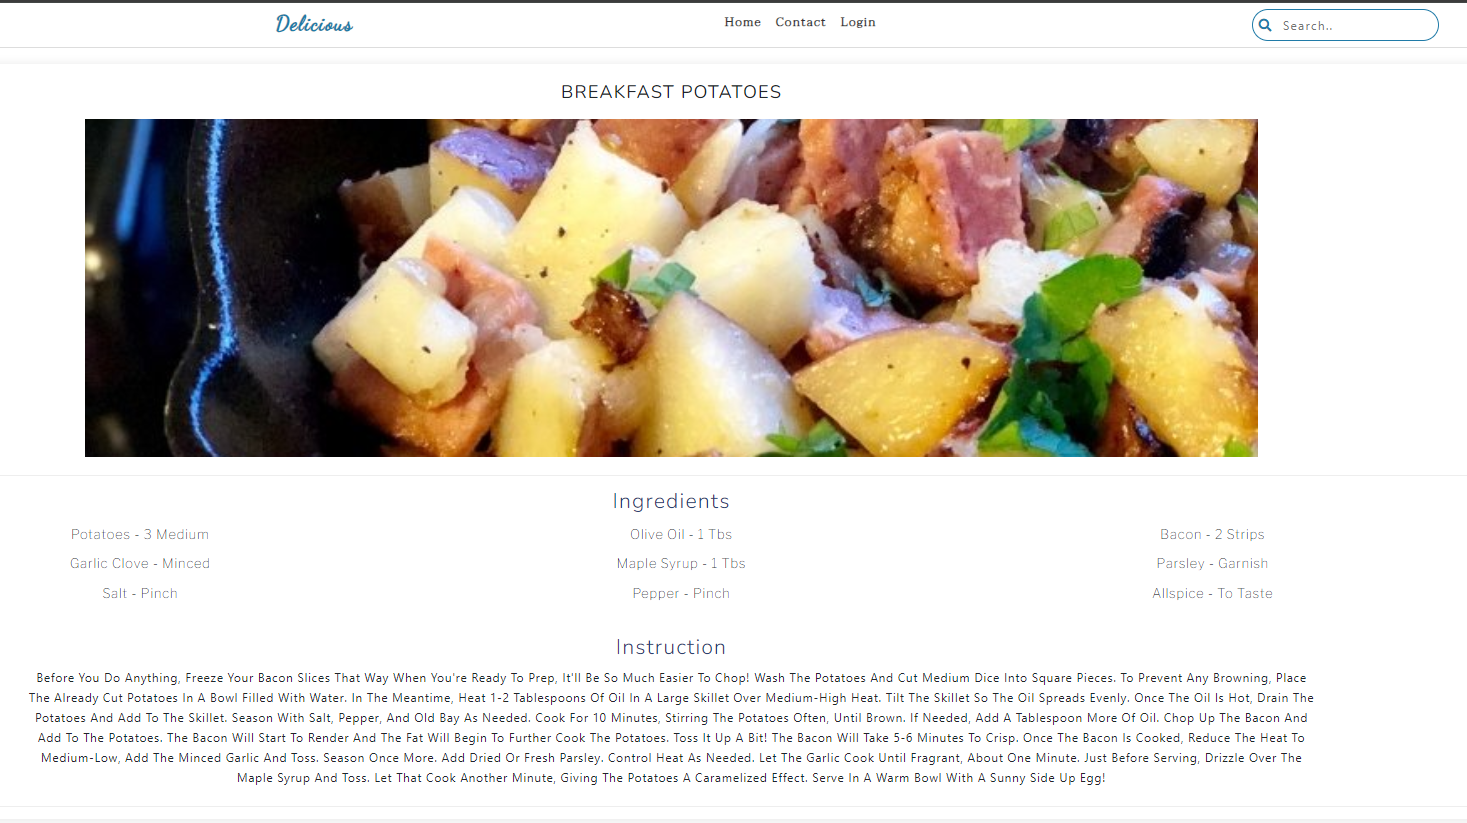 Delicious
Home Contact Login
Search..
BREAKFAST POTATOES
Ingredients
Potatoes - 3 Medium Olive Oil - 1 Tbs Bacon - 2 Strips
Garlic Clove - Minced Maple Syrup - 1 Tbs Parsley - Garnish
Salt - Pinch Pepper - Pinch Allspice - To Taste
Instruction
Before You Do Anything, Freeze Your Bacon Slices That Way When You're Ready To Prep, It'll Be So Much Easier To Chop! Wash The Potatoes And Cut Medium Dice Into Square Pieces. To Prevent Any Browning, Place
The Already Cut Potatoes In A Bowl Filled With Water. In The Meantime, Heat 1-2 Tablespoons Of Oil In A Large Skillet Over Medium-High Heat. Tilt The Skillet So The Oil Spreads Evenly. Once The Oil Is Hot, Drain The
Potatoes And Add To The Skillet. Season With Salt, Pepper, And Old Bay As Needed. Cook For 10 Minutes, Stirring The Potatoes Often, Until Brown. If Needed, Add A Tablespoon More Of Oil. Chop Up The Bacon And
Add To The Potatoes. The Bacon Will Start To Render And The Fat Will Begin To Further Cook The Potatoes. Toss It Up A Bit! The Bacon Will Take 5-6 Minutes To Crisp. Once The Bacon Is Cooked, Reduce The Heat To
Medium-Low, Add The Minced Garlic And Toss. Season Once More. Add Dried Or Fresh Parsley. Control Heat As Needed. Let The Garlic Cook Until Fragrant, About One Minute. Just Before Serving, Drizzle Over The
Maple Syrup And Toss. Let That Cook Another Minute, Giving The Potatoes A Caramelized Effect. Serve In A Warm Bowl With A Sunny Side Up Egg!